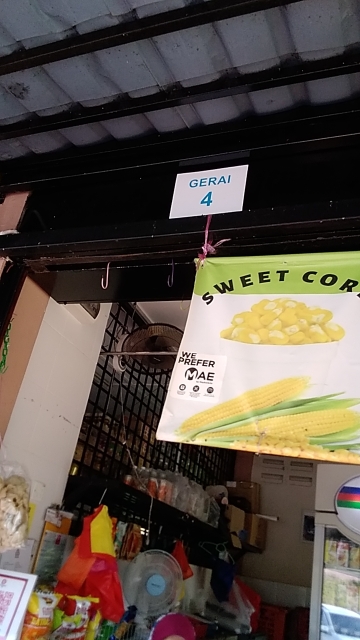 GERAI
4
SWEET COR
WE
PREFER
MAE